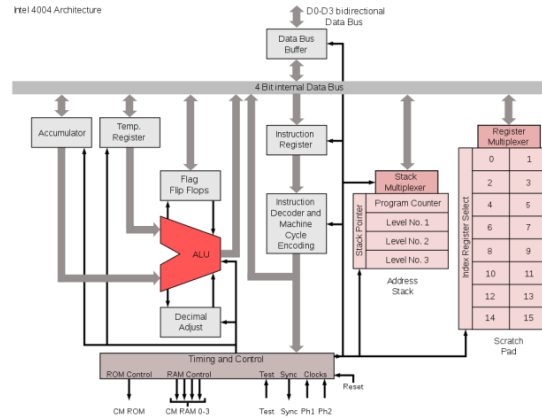 Intel 4004 Architecture
D0-D3 bidirectional
Data Bus
Data Bus
Buffer
4 Bit internal Data Bus
Accumulator
Temp.
Register
Flag
Flip Flops
ALU
Decimal
Adjust
Instruction
Register
Instruction
Decoder and
Machine
Cycle
Encoding
Stack
Multiplexer
Stack Pointer
Program Counter
Level No. 1
Level No. 2
Level No. 3
Address
Stack
Register
Multiplexer
Index Register Select
0 1
2 3
4 5
6 7
8 9
10 11
12 13
14 15
Scratch
Pad
Timing and Control
ROM Control RAM Control Test Sync Clocks
Reset
CM ROM CM RAM 0-3 Test Sync Ph1 Ph2